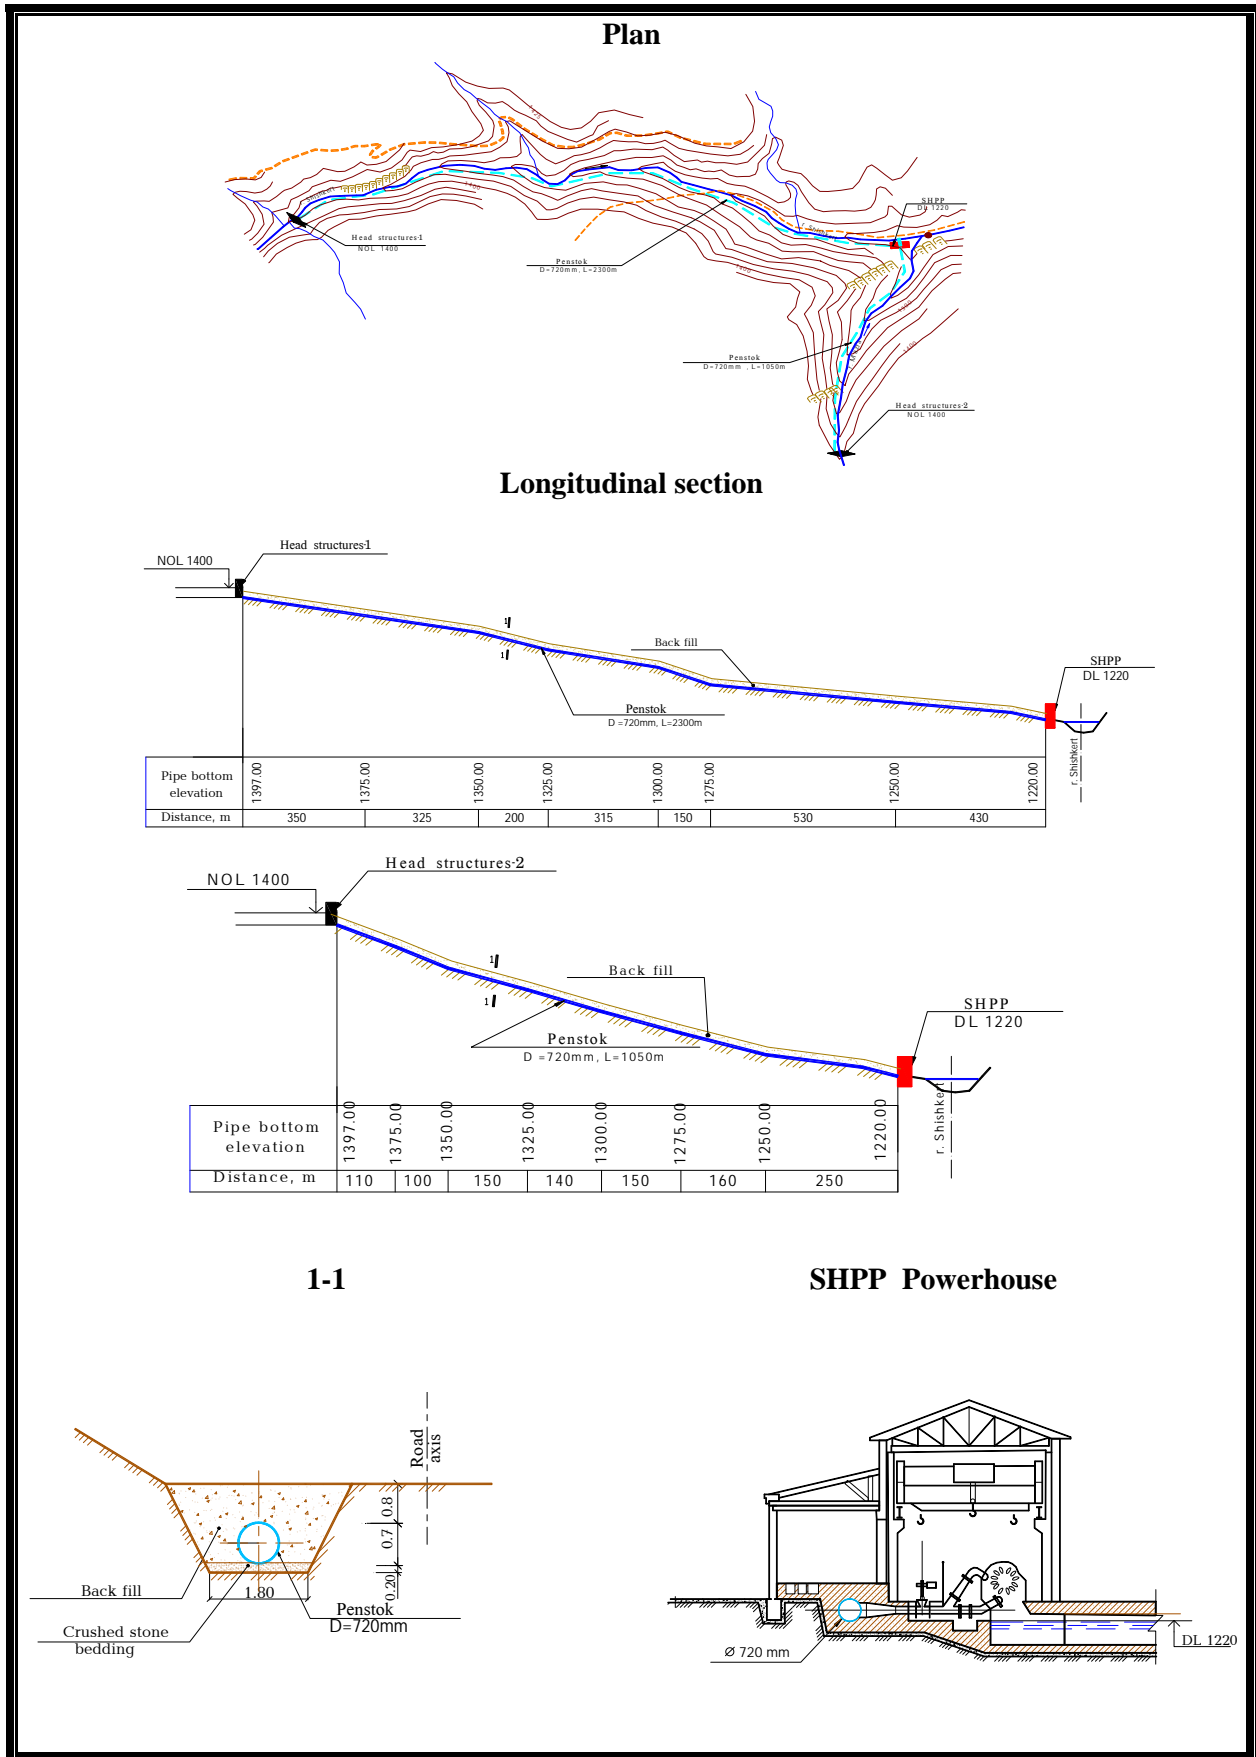 Plan
1425
Shishkert
1400
Head structures-1
NOL 1400
SHPP
DL 1220
r. Shishkert
Penstok
D=720mm, L=2300m
1400
1300
1400
Penstok
D=720mm , L=1050m
Head structures-2
NOL 1400
Longitudinal section
Head structures-1
NOL 1400
1
1
Back fill
SHPP
DL 1220
Penstok
D =720mm, L=2300m
r. Shishkert
Pipe bottom
elevation
1397.00
1375.00
1350.00
1325.00
1300.00
1275.00
1250.00
1220.00
Distance, m
350
325
200
315
150
530
430
Head structures-2
NOL 1400
1
1
Back fill
SHPP
DL 1220
Penstok
D =720mm, L=1050m
r. Shishkert
Pipe bottom
elevation
1397.00
1375.00
1350.00
1325.00
1300.00
1275.00
1250.00
1220.00
Distance, m
110
100
150
140
150
160
250
1-1
SHPP Powerhouse
Road
axis
0.8
0.7
0.20
1.80
Back fill
Penstok
D=720mm
Crushed stone
bedding
Ø 720 mm
DL 1220